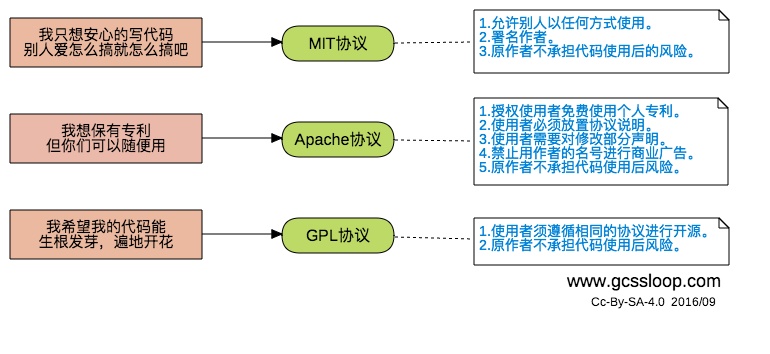 我只想安心的写代码
别人爱怎么搞就怎么搞吧
MIT协议
1.允许别人以任何方式使用。
2.署名作者。
3.原作者不承担代码使用后的风险。
我想保有专利
但你们可以随便用
Apache协议
1.授权使用者免费使用个人专利。
2.使用者必须放置协议说明。
3.使用者需要对修改部分声明。
4.禁止用作者的名号进行商业广告。
5.原作者不承担代码使用后风险。
我希望我的代码能
生根发芽，遍地开花
GPL协议
1.使用者须遵循相同的协议进行开源。
2.原作者不承担代码使用后风险。
www.gcssloop.com
Cc-By-SA-4.0 2016/09